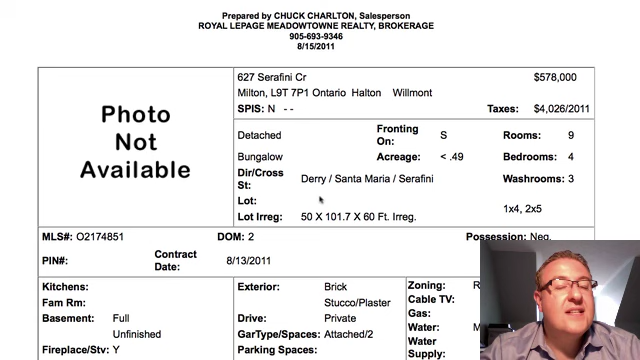 Prepared by CHUCK CHARLTON, Salesperson
ROYAL LEPAGE MEADOWTOWNE REALTY, BROKERAGE
905-693-9346
8/15/2011
Photo
Not
Available
627 Serafini Cr $578,000
Milton, L9T 7P1 Ontario Halton Willmont
SPIS: N - - Taxes: $4,026/2011
Detached Fronting On: S Rooms: 9
Bungalow Acreage: < .49 Bedrooms: 4
Dir/Cross St: Derry / Santa Maria / Serafini Washrooms: 3
Lot: 1x4, 2x5
Lot Irreg: 50 X 101.7 X 60 Ft. Irreg.
MLS#: O2174851 DOM: 2 Possession: Neg.
PIN#: Contract Date: 8/13/2011
Kitchens: Exterior: Brick Zoning: R
Fam Rm: Stucco/Plaster Cable TV:
Basement: Full Drive: Private Gas:
Unfinished GarType/Spaces: Attached/2 Water: M
Fireplace/Stv: Y Parking Spaces: Water Supply: